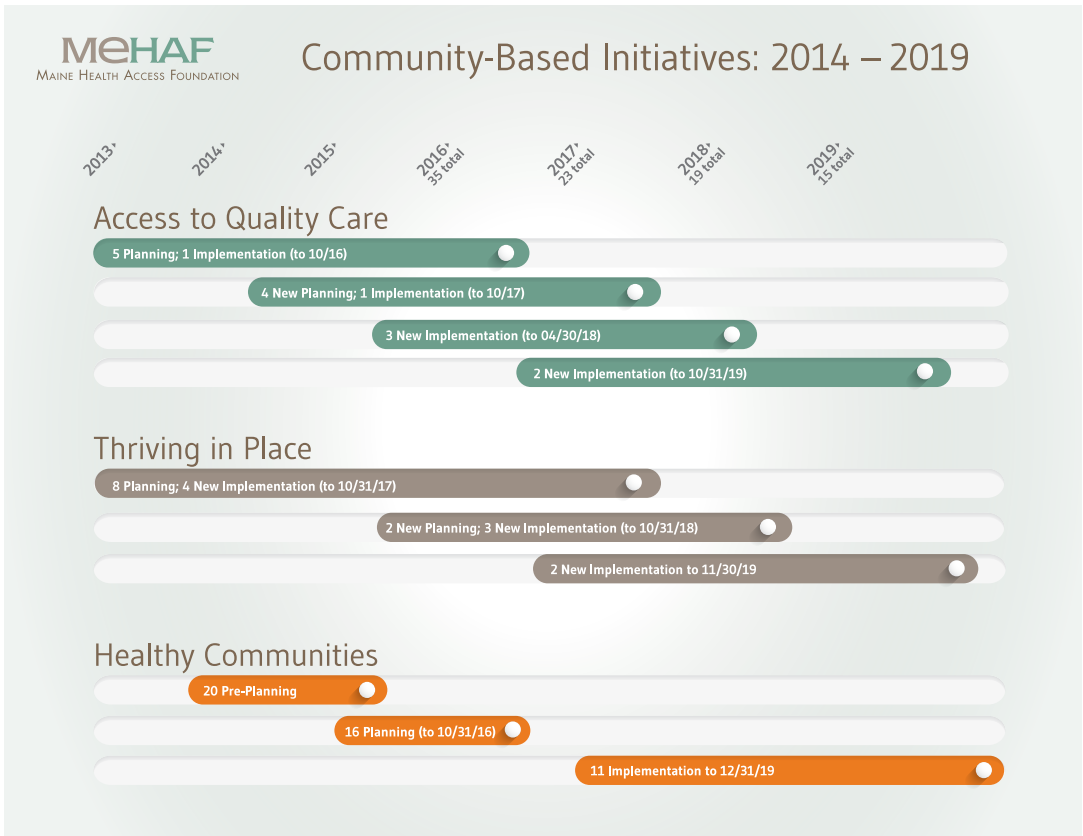 MeHAF
MAINE HEALTH ACCESS FOUNDATION
Community-Based Initiatives: 2014 – 2019
2013
2014
2015
2016
35 total
2017
23 total
2018
19 total
2019
15 total
Access to Quality Care
5 Planning; 1 Implementation (to 10/16)
4 New Planning; 1 Implementation (to 10/17)
3 New Implementation (to 04/30/18)
2 New Implementation (to 10/31/19)
Thriving in Place
8 Planning; 4 New Implementation (to 10/31/17)
2 New Planning; 3 New Implementation (to 10/31/18)
2 New Implementation to 11/30/19
Healthy Communities
20 Pre-Planning
16 Planning (to 10/31/16)
11 Implementation to 12/31/19